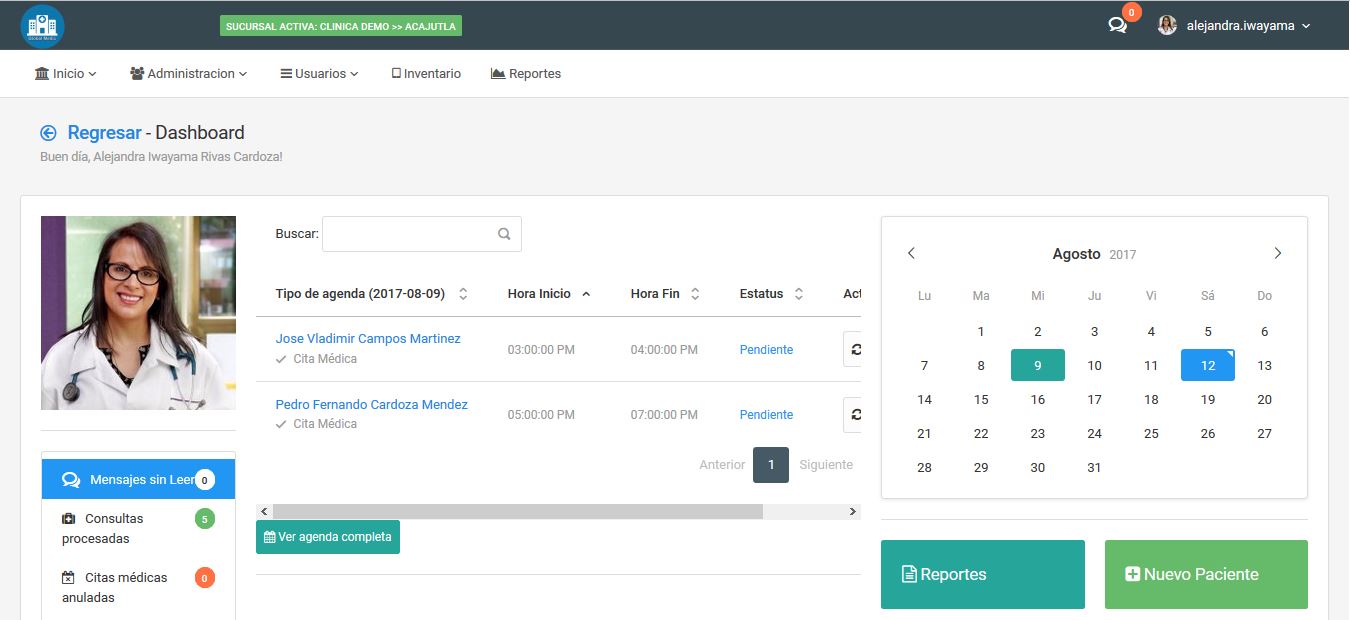 SUCURSAL ACTIVA: CLINICA DEMO >> ACAJUTLA
0
alejandra.iwayama
Inicio
Administracion
Usuarios
Inventario
Reportes
Regresar - Dashboard
Buen día, Alejandra Iwayama Rivas Cardoza!
Mensajes sin Leer 0
Consultas procesadas 5
Citas médicas anuladas 0
Buscar:
Tipo de agenda (2017-08-09) Hora Inicio Hora Fin Estatus Act
Jose Vladimir Campos Martinez 03:00:00 PM 04:00:00 PM Pendiente
Cita Médica
Pedro Fernando Cardoza Mendez 05:00:00 PM 07:00:00 PM Pendiente
Cita Médica
Anterior 1 Siguiente
Ver agenda completa
Agosto 2017
Lu Ma Mi Ju Vi Sá Do
1 2 3 4 5 6
7 8 9 10 11 12 13
14 15 16 17 18 19 20
21 22 23 24 25 26 27
28 29 30 31
Reportes
Nuevo Paciente